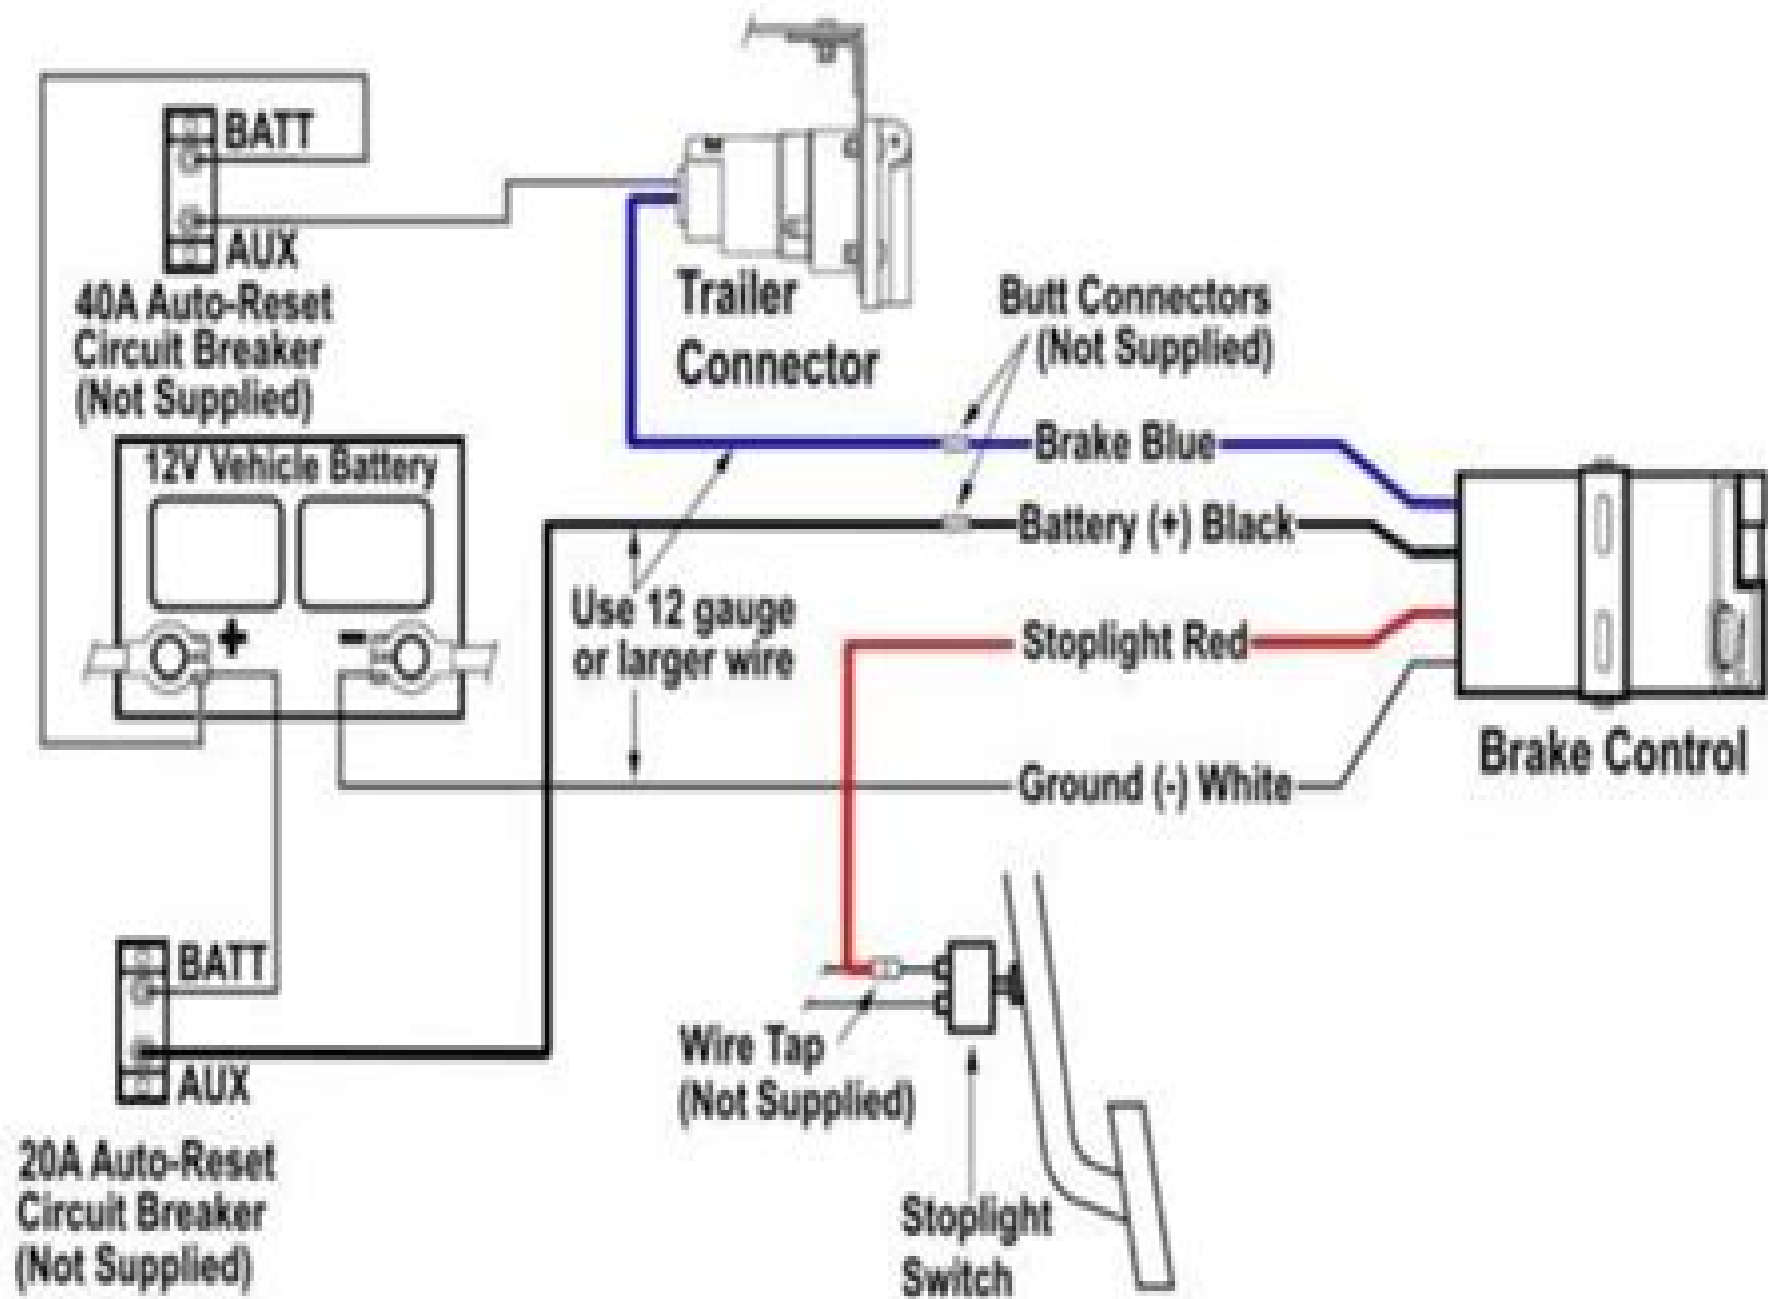 BATT
AUX
40A Auto-Reset
Circuit Breaker
(Not Supplied)
Trailer
Connector
Butt Connectors
(Not Supplied)
12V Vehicle Battery
+
-
Brake Blue
Battery (+) Black
Use 12 gauge
or larger wire
Stoplight Red
Ground (-) White
Brake Control
BATT
AUX
20A Auto-Reset
Circuit Breaker
(Not Supplied)
Wire Tap
(Not Supplied)
Stoplight
Switch